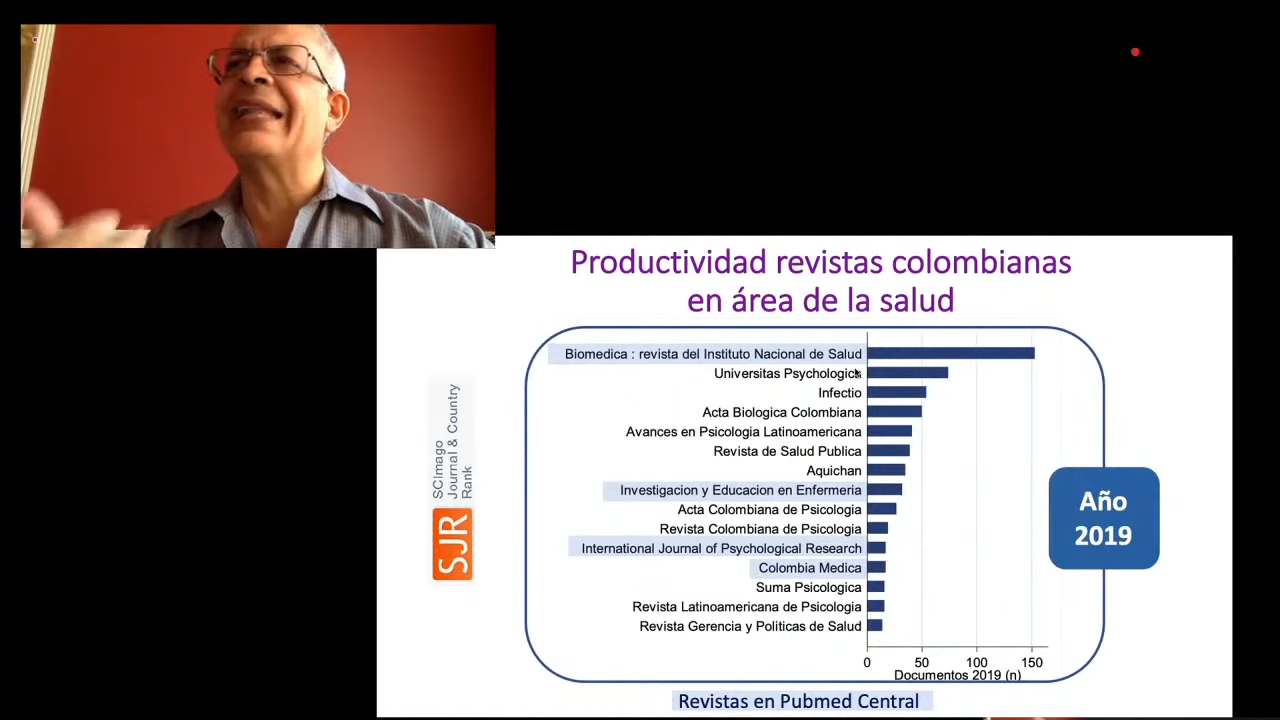 Productividad revistas colombianas
en área de la salud
SCimago
Journal & Country
Rank
SJR
Biomedica : revista del Instituto Nacional de Salud
Universitas Psychologica
Infectio
Acta Biologica Colombiana
Avances en Psicologia Latinoamericana
Revista de Salud Publica
Aquichan
Investigacion y Educacion en Enfermeria
Acta Colombiana de Psicologia
Revista Colombiana de Psicologia
International Journal of Psychological Research
Colombia Medica
Suma Psicologica
Revista Latinoamericana de Psicologia
Revista Gerencia y Politicas de Salud
0 50 100 150
Documentos 2019 (n)
Año
2019
Revistas en Pubmed Central